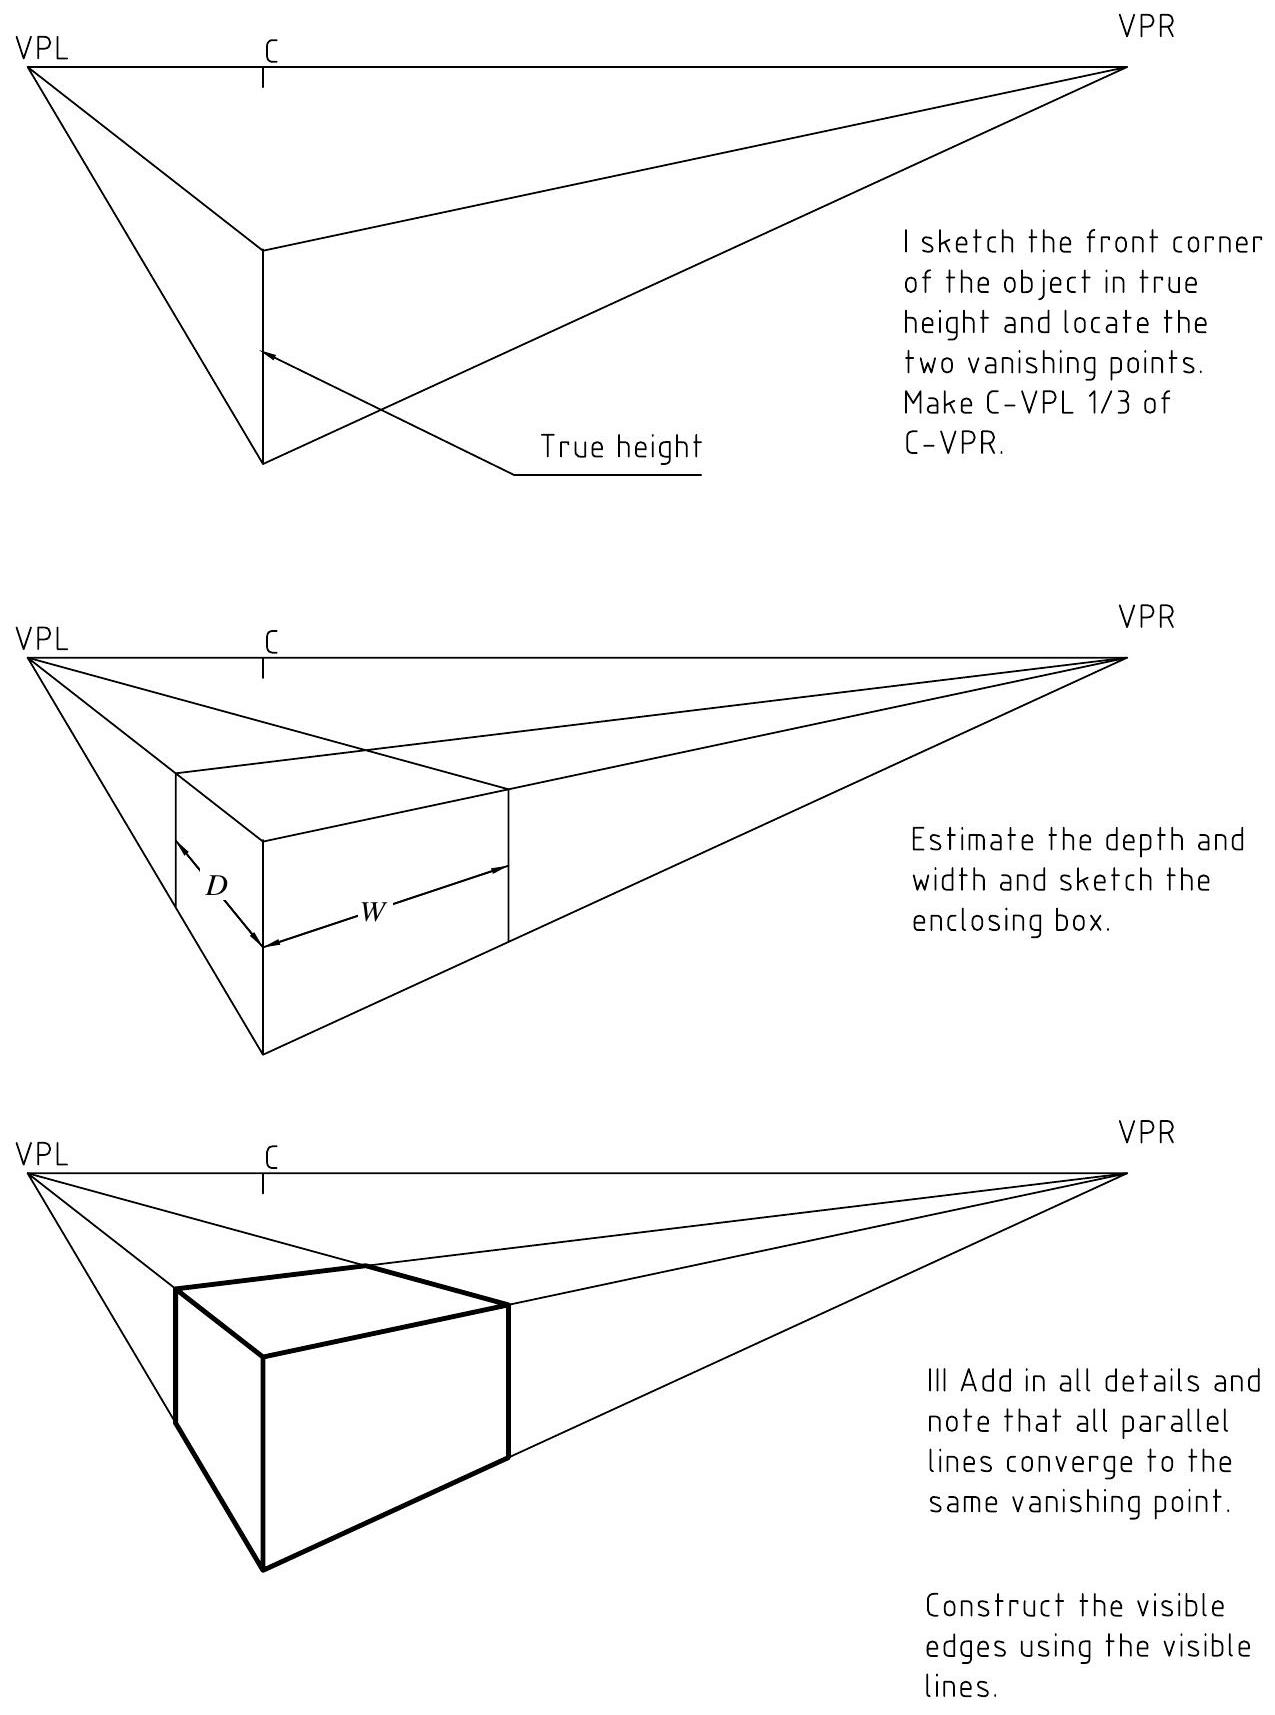 VPL
C
VPR
I sketch the front corner
of the object in true
height and locate the
two vanishing points.
Make C-VPL 1/3 of
C-VPR.
True height
VPL
C
VPR
D
W
Estimate the depth and
width and sketch the
enclosing box.
VPL
C
VPR
III Add in all details and
note that all parallel
lines converge to the
same vanishing point.
Construct the visible
edges using the visible
lines.